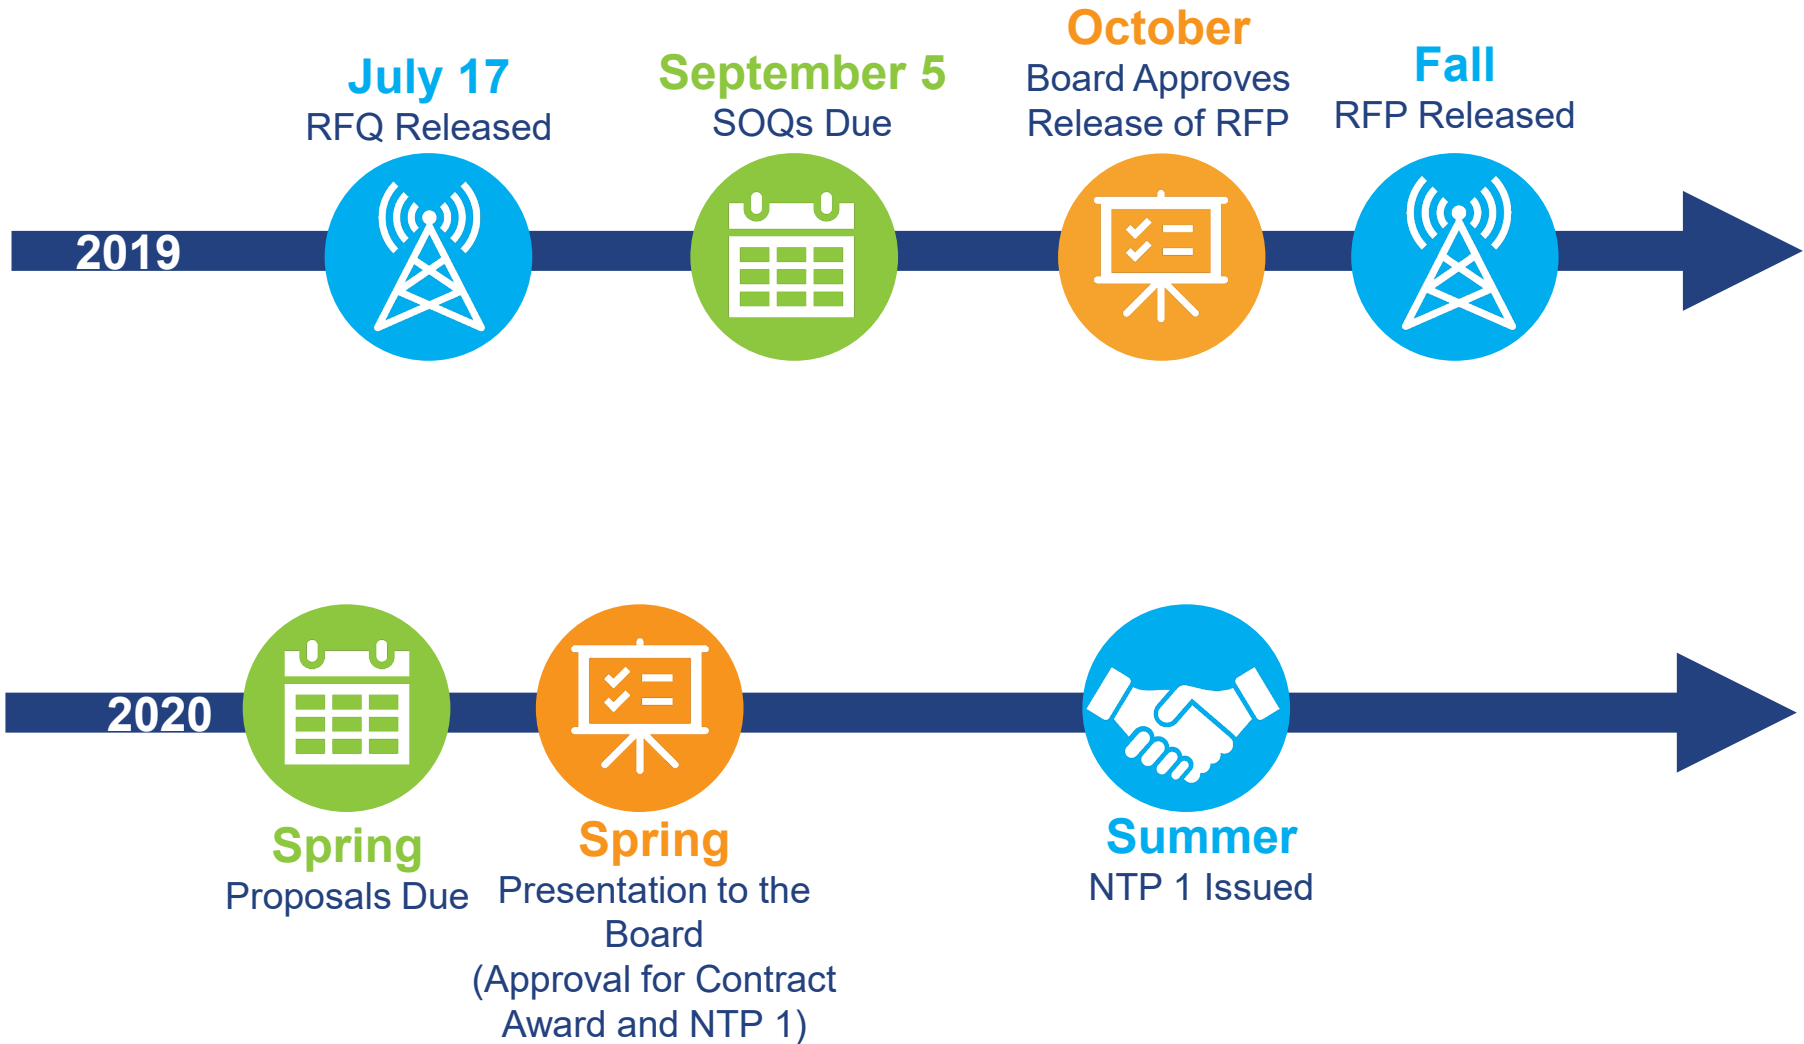 July 17
RFQ Released
September 5
SOQs Due
October
Board Approves
Release of RFP
Fall
RFP Released
2019
2020
Spring
Proposals Due
Spring
Presentation to the
Board
(Approval for Contract
Award and NTP 1)
Summer
NTP 1 Issued